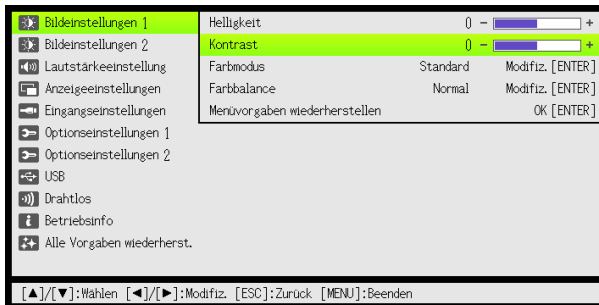 Bildeinstellungen 1
Bildeinstellungen 2
Lautstärkeeinstellung
Anzeigeeinstellungen
Eingangseinstellungen
Optionseinstellungen 1
Optionseinstellungen 2
USB
Drahtlos
Betriebsinfo
Alle Vorgaben wiederherst.
Helligkeit 0 − +
Kontrast 0 − +
Farbmodus Standard Modifiz. [ENTER]
Farbbalance Normal Modifiz. [ENTER]
Menüvorgaben wiederherstellen OK [ENTER]
[▲]/[▼]:Wählen [◄]/[►]:Modifiz. [ESC]:Zurück [MENU]:Beenden